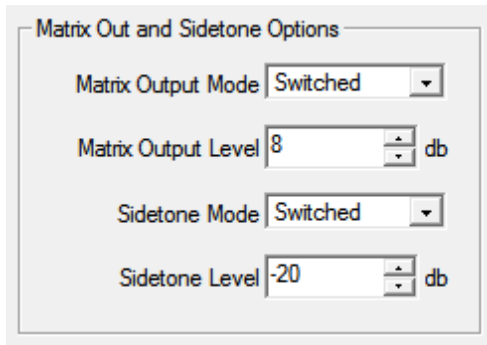 Matrix Out and Sidetone Options
Matrix Output Mode Switched
Matrix Output Level 8 db
Sidetone Mode Switched
Sidetone Level -20 db